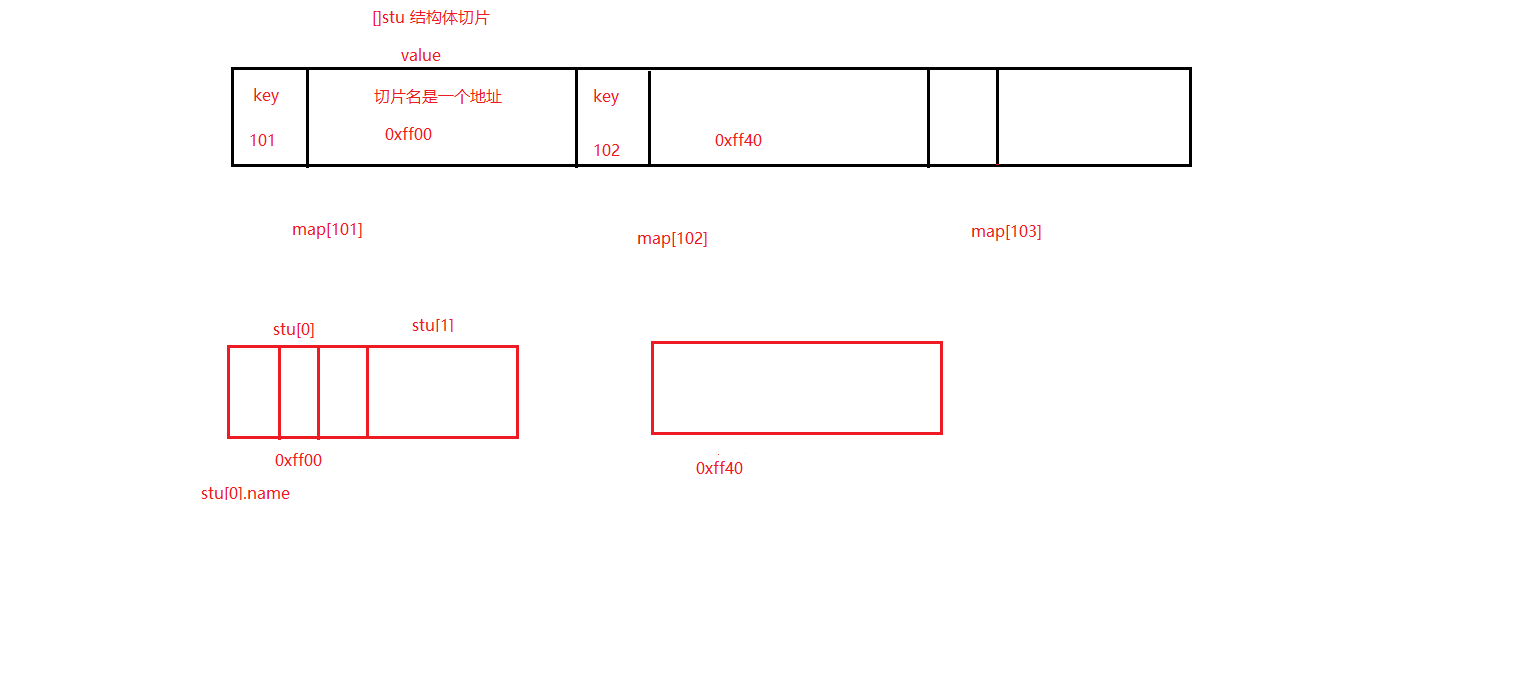 []stu 结构体切片
value
key
切片名是一个地址
key
101
0xff00
102
0xff40
map[101]
map[102]
map[103]
stu[0]
stu[1]
0xff00
0xff40
stu[0].name